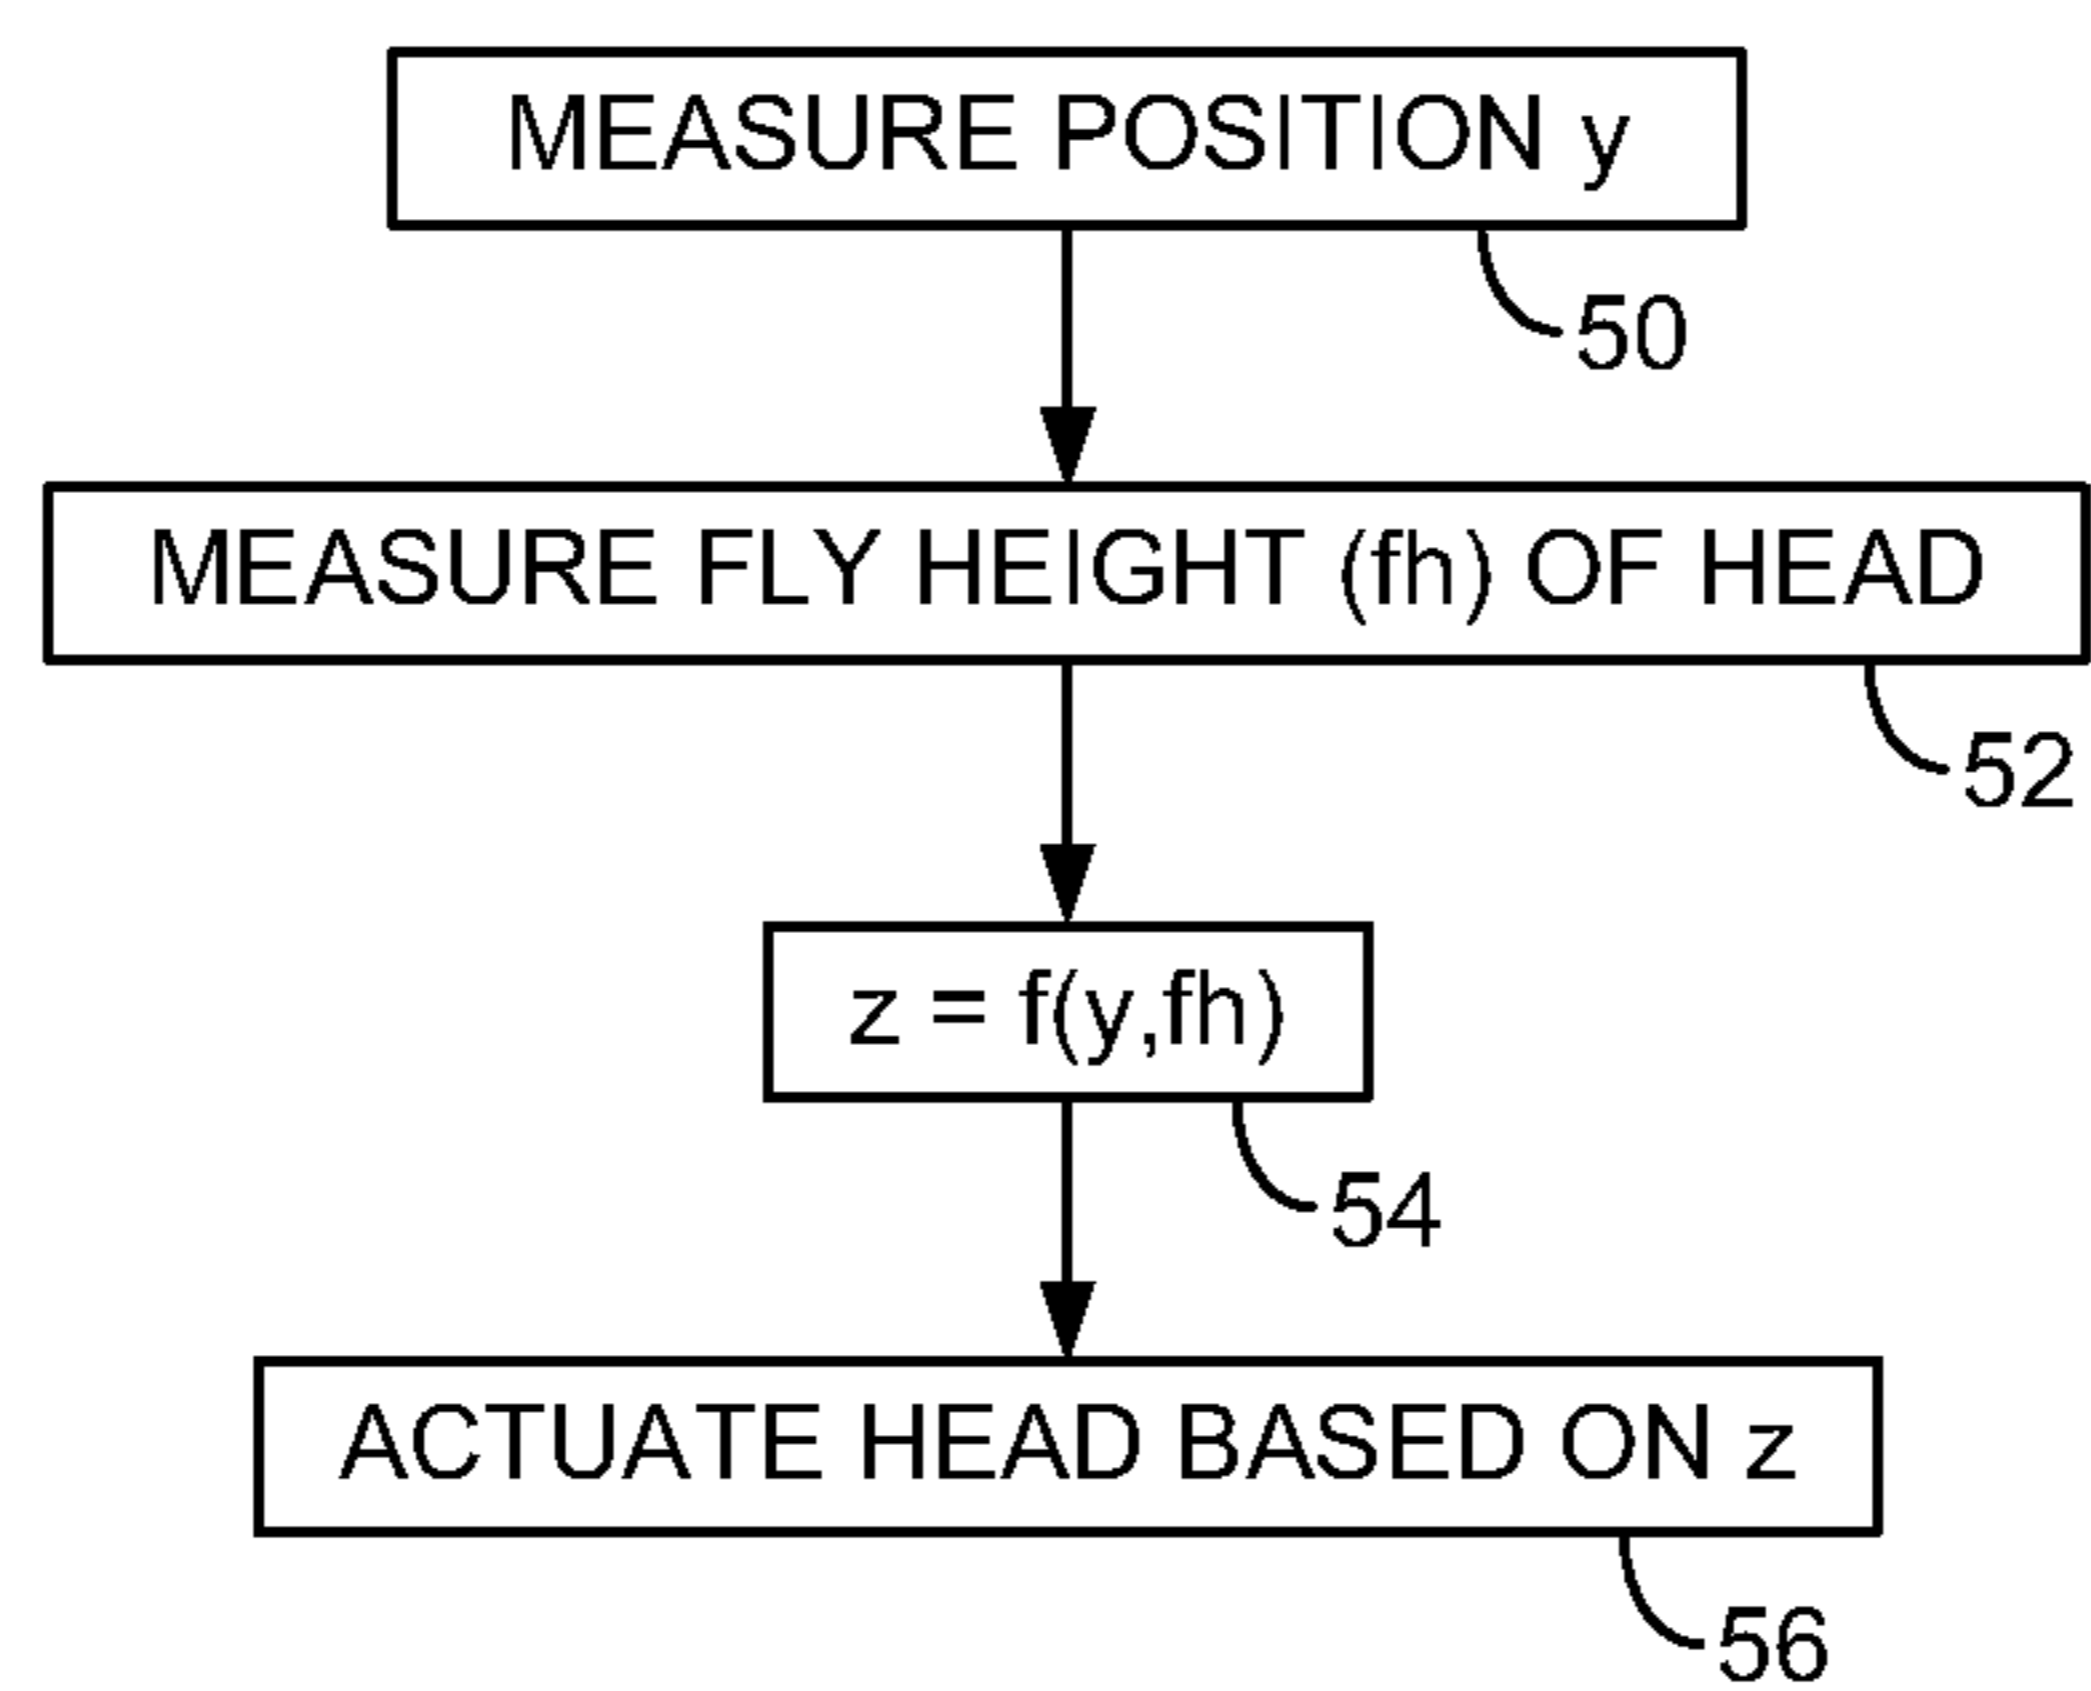 MEASURE POSITION y
50
MEASURE FLY HEIGHT (fh) OF HEAD
52
z = f(y,fh)
54
ACTUATE HEAD BASED ON z
56